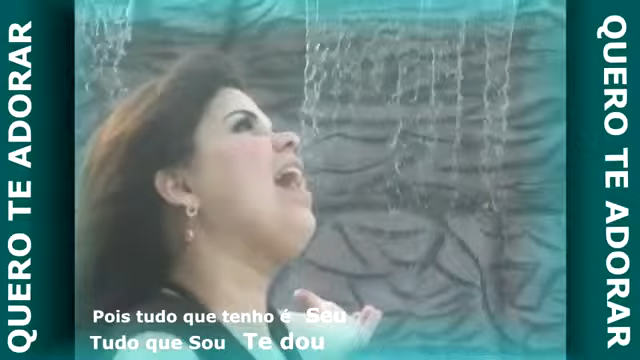 QUERO TE ADORAR
Pois tudo que tenho é Seu
Tudo que Sou Te dou
QUERO TE ADORAR